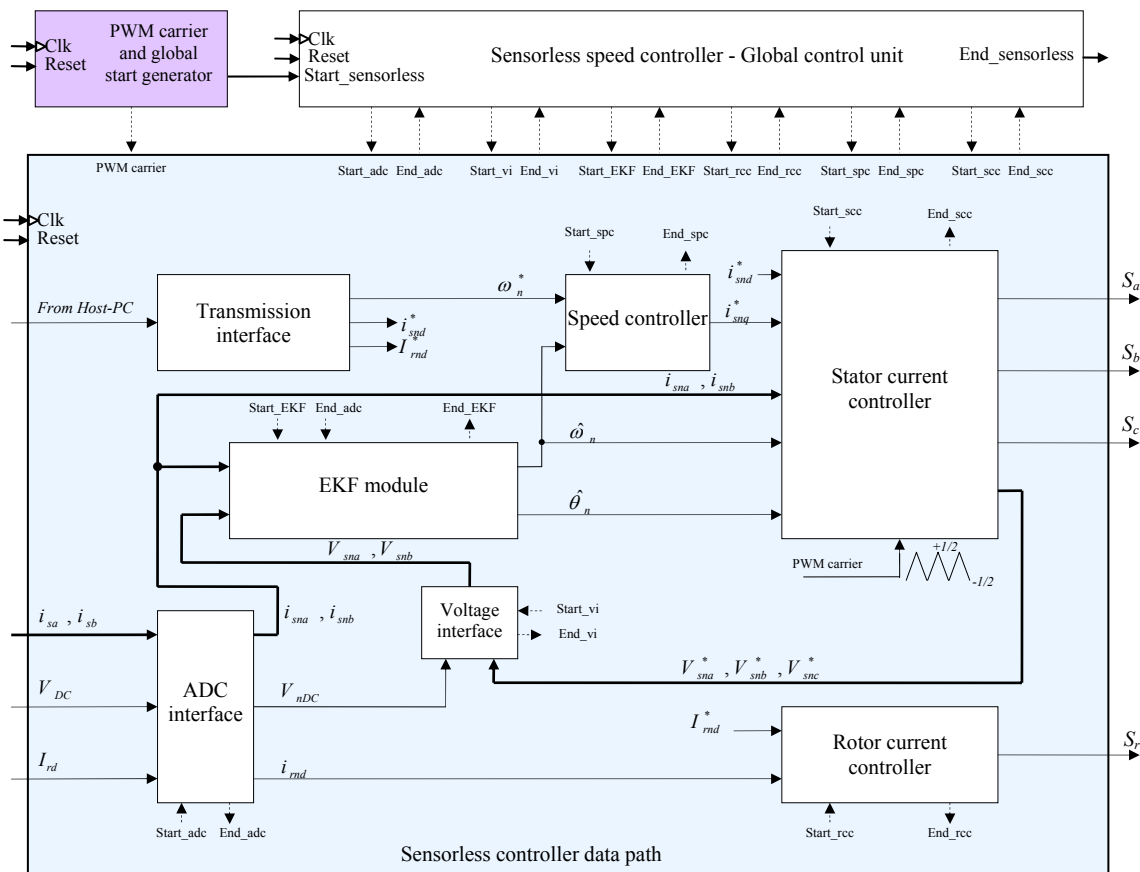 Clk
Reset
PWM carrier
and global
start generator
Clk
Reset
Start_sensorless
Sensorless speed controller - Global control unit
End_sensorless
PWM carrier
Start_adc
End_adc
Start_vi
End_vi
Start_EKF
End_EKF
Start_rcc
End_rcc
Start_spc
End_spc
Start_scc
End_scc
Clk
Reset
From Host-PC
Transmission
interface
ω*n
i*snd
I*rnd
Start_spc
End_spc
Speed controller
i*snd
i*snq
Start_scc
End_scc
Stator current
controller
Sa
Sb
Sc
isna , isnb
Start_EKF
End_adc
End_EKF
EKF module
ω̂n
θ̂n
Vsna , Vsnb
PWM carrier
+1/2
-1/2
isa , isb
isna , isnb
Voltage
interface
Start_vi
End_vi
VDC
ADC
interface
VnDC
V*sna , V*snb , V*snc
Ird
irnd
I*rnd
Rotor current
controller
Sr
Start_adc
End_adc
Start_rcc
End_rcc
Sensorless controller data path